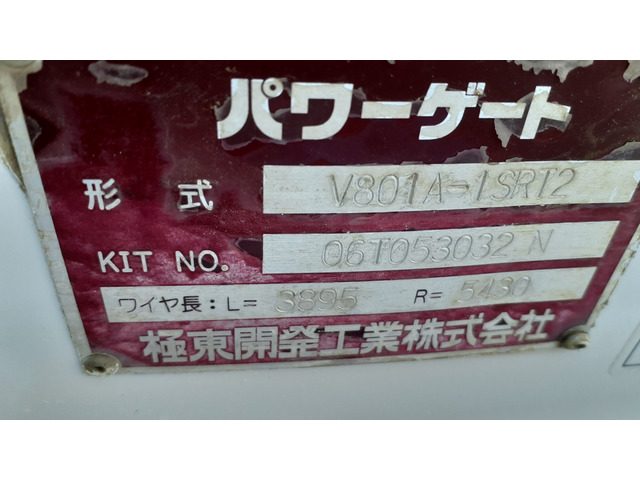 パワーゲート
形式 V801A-1SRT2
KIT NO. 06T053032 N
ワイヤ長：L= 3895 R= 5430
極東開発工業株式会社